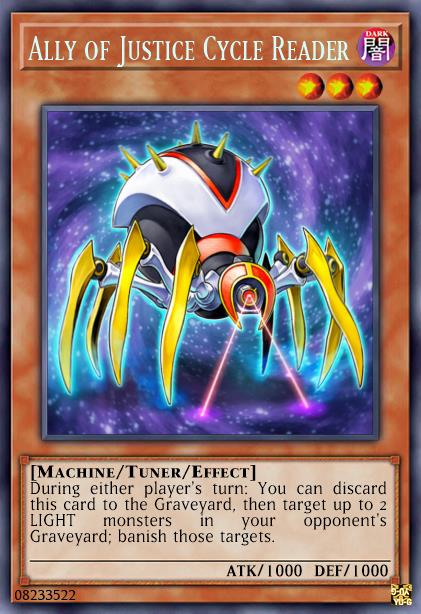 ALLY OF JUSTICE CYCLE READER
DARK
闇
[MACHINE/TUNER/EFFECT]
During either player's turn: You can discard
this card to the Graveyard, then target up to 2
LIGHT monsters in your opponent's
Graveyard; banish those targets.
ATK/1000 DEF/1000
08233522